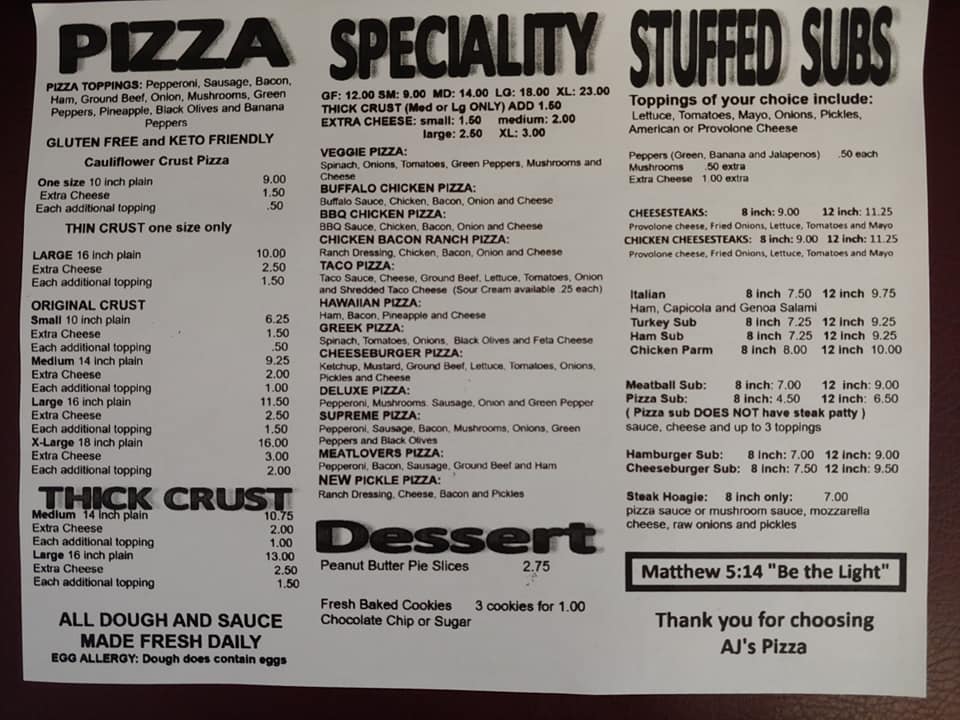 PIZZA
PIZZA TOPPINGS: Pepperoni, Sausage, Bacon,
Ham, Ground Beef, Onion, Mushrooms, Green
Peppers, Pineapple, Black Olives and Banana
Peppers
GLUTEN FREE and KETO FRIENDLY
Cauliflower Crust Pizza
One size 10 inch plain 9.00
Extra Cheese 1.50
Each additional topping .50
THIN CRUST one size only
LARGE 16 inch plain 10.00
Extra Cheese 2.50
Each additional topping 1.50
ORIGINAL CRUST
Small 10 inch plain 6.25
Extra Cheese 1.50
Each additional topping .50
Medium 14 inch plain 9.25
Extra Cheese 2.00
Each additional topping 1.00
Large 16 inch plain 11.50
Extra Cheese 2.50
Each additional topping 1.50
X-Large 18 inch plain 16.00
Extra Cheese 3.00
Each additional topping 2.00
THICK CRUST
Medium 14 inch plain 10.75
Extra Cheese 2.00
Each additional topping 1.00
Large 16 inch plain 13.00
Extra Cheese 2.50
Each additional topping 1.50
ALL DOUGH AND SAUCE
MADE FRESH DAILY
EGG ALLERGY: Dough does contain eggs
SPECIALITY
GF: 12.00 SM: 9.00 MD: 14.00 LG: 18.00 XL: 23.00
THICK CRUST (Med or Lg ONLY) ADD 1.50
EXTRA CHEESE: small: 1.50 medium: 2.00
large: 2.50 XL: 3.00
VEGGIE PIZZA:
Spinach, Onions, Tomatoes, Green Peppers, Mushrooms and
Cheese
BUFFALO CHICKEN PIZZA:
Buffalo Sauce, Chicken, Bacon, Onion and Cheese
BBQ CHICKEN PIZZA:
BBQ Sauce, Chicken, Bacon, Onion and Cheese
CHICKEN BACON RANCH PIZZA:
Ranch Dressing, Chicken, Bacon, Onion and Cheese
TACO PIZZA:
Taco Sauce, Cheese, Ground Beef, Lettuce, Tomatoes, Onion
and Shredded Taco Cheese (Sour Cream available .25 each)
HAWAIIAN PIZZA:
Ham, Bacon, Pineapple and Cheese
GREEK PIZZA:
Spinach, Tomatoes, Onions, Black Olives and Feta Cheese
CHEESEBURGER PIZZA:
Ketchup, Mustard, Ground Beef, Lettuce, Tomatoes, Onions,
Pickles and Cheese
DELUXE PIZZA:
Pepperoni, Mushrooms, Sausage, Onion and Green Pepper
SUPREME PIZZA:
Pepperoni, Sausage, Bacon, Mushrooms, Onions, Green
Peppers and Black Olives
MEATLOVERS PIZZA:
Pepperoni, Bacon, Sausage, Ground Beef and Ham
NEW PICKLE PIZZA:
Ranch Dressing, Cheese, Bacon and Pickles
Dessert
Peanut Butter Pie Slices 2.75
Fresh Baked Cookies 3 cookies for 1.00
Chocolate Chip or Sugar
STUFFED SUBS
Toppings of your choice include:
Lettuce, Tomatoes, Mayo, Onions, Pickles,
American or Provolone Cheese
Peppers (Green, Banana and Jalapenos) .50 each
Mushrooms .50 extra
Extra Cheese 1.00 extra
CHEESESTEAKS: 8 inch: 9.00 12 inch: 11.25
Provolone cheese, Fried Onions, Lettuce, Tomatoes and Mayo
CHICKEN CHEESESTEAKS: 8 inch: 9.00 12 inch: 11.25
Provolone cheese, Fried Onions, Lettuce, Tomatoes and Mayo
Italian 8 inch 7.50 12 inch 9.75
Ham, Capicola and Genoa Salami
Turkey Sub 8 inch 7.25 12 inch 9.25
Ham Sub 8 inch 7.25 12 inch 9.25
Chicken Parm 8 inch 8.00 12 inch 10.00
Meatball Sub: 8 inch: 7.00 12 inch: 9.00
Pizza Sub: 8 inch: 4.50 12 inch: 6.50
( Pizza sub DOES NOT have steak patty )
sauce, cheese and up to 3 toppings
Hamburger Sub: 8 inch: 7.00 12 inch: 9.00
Cheeseburger Sub: 8 inch: 7.50 12 inch: 9.50
Steak Hoagie: 8 inch only: 7.00
pizza sauce or mushroom sauce, mozzarella
cheese, raw onions and pickles
Matthew 5:14 "Be the Light"
Thank you for choosing
AJ's Pizza